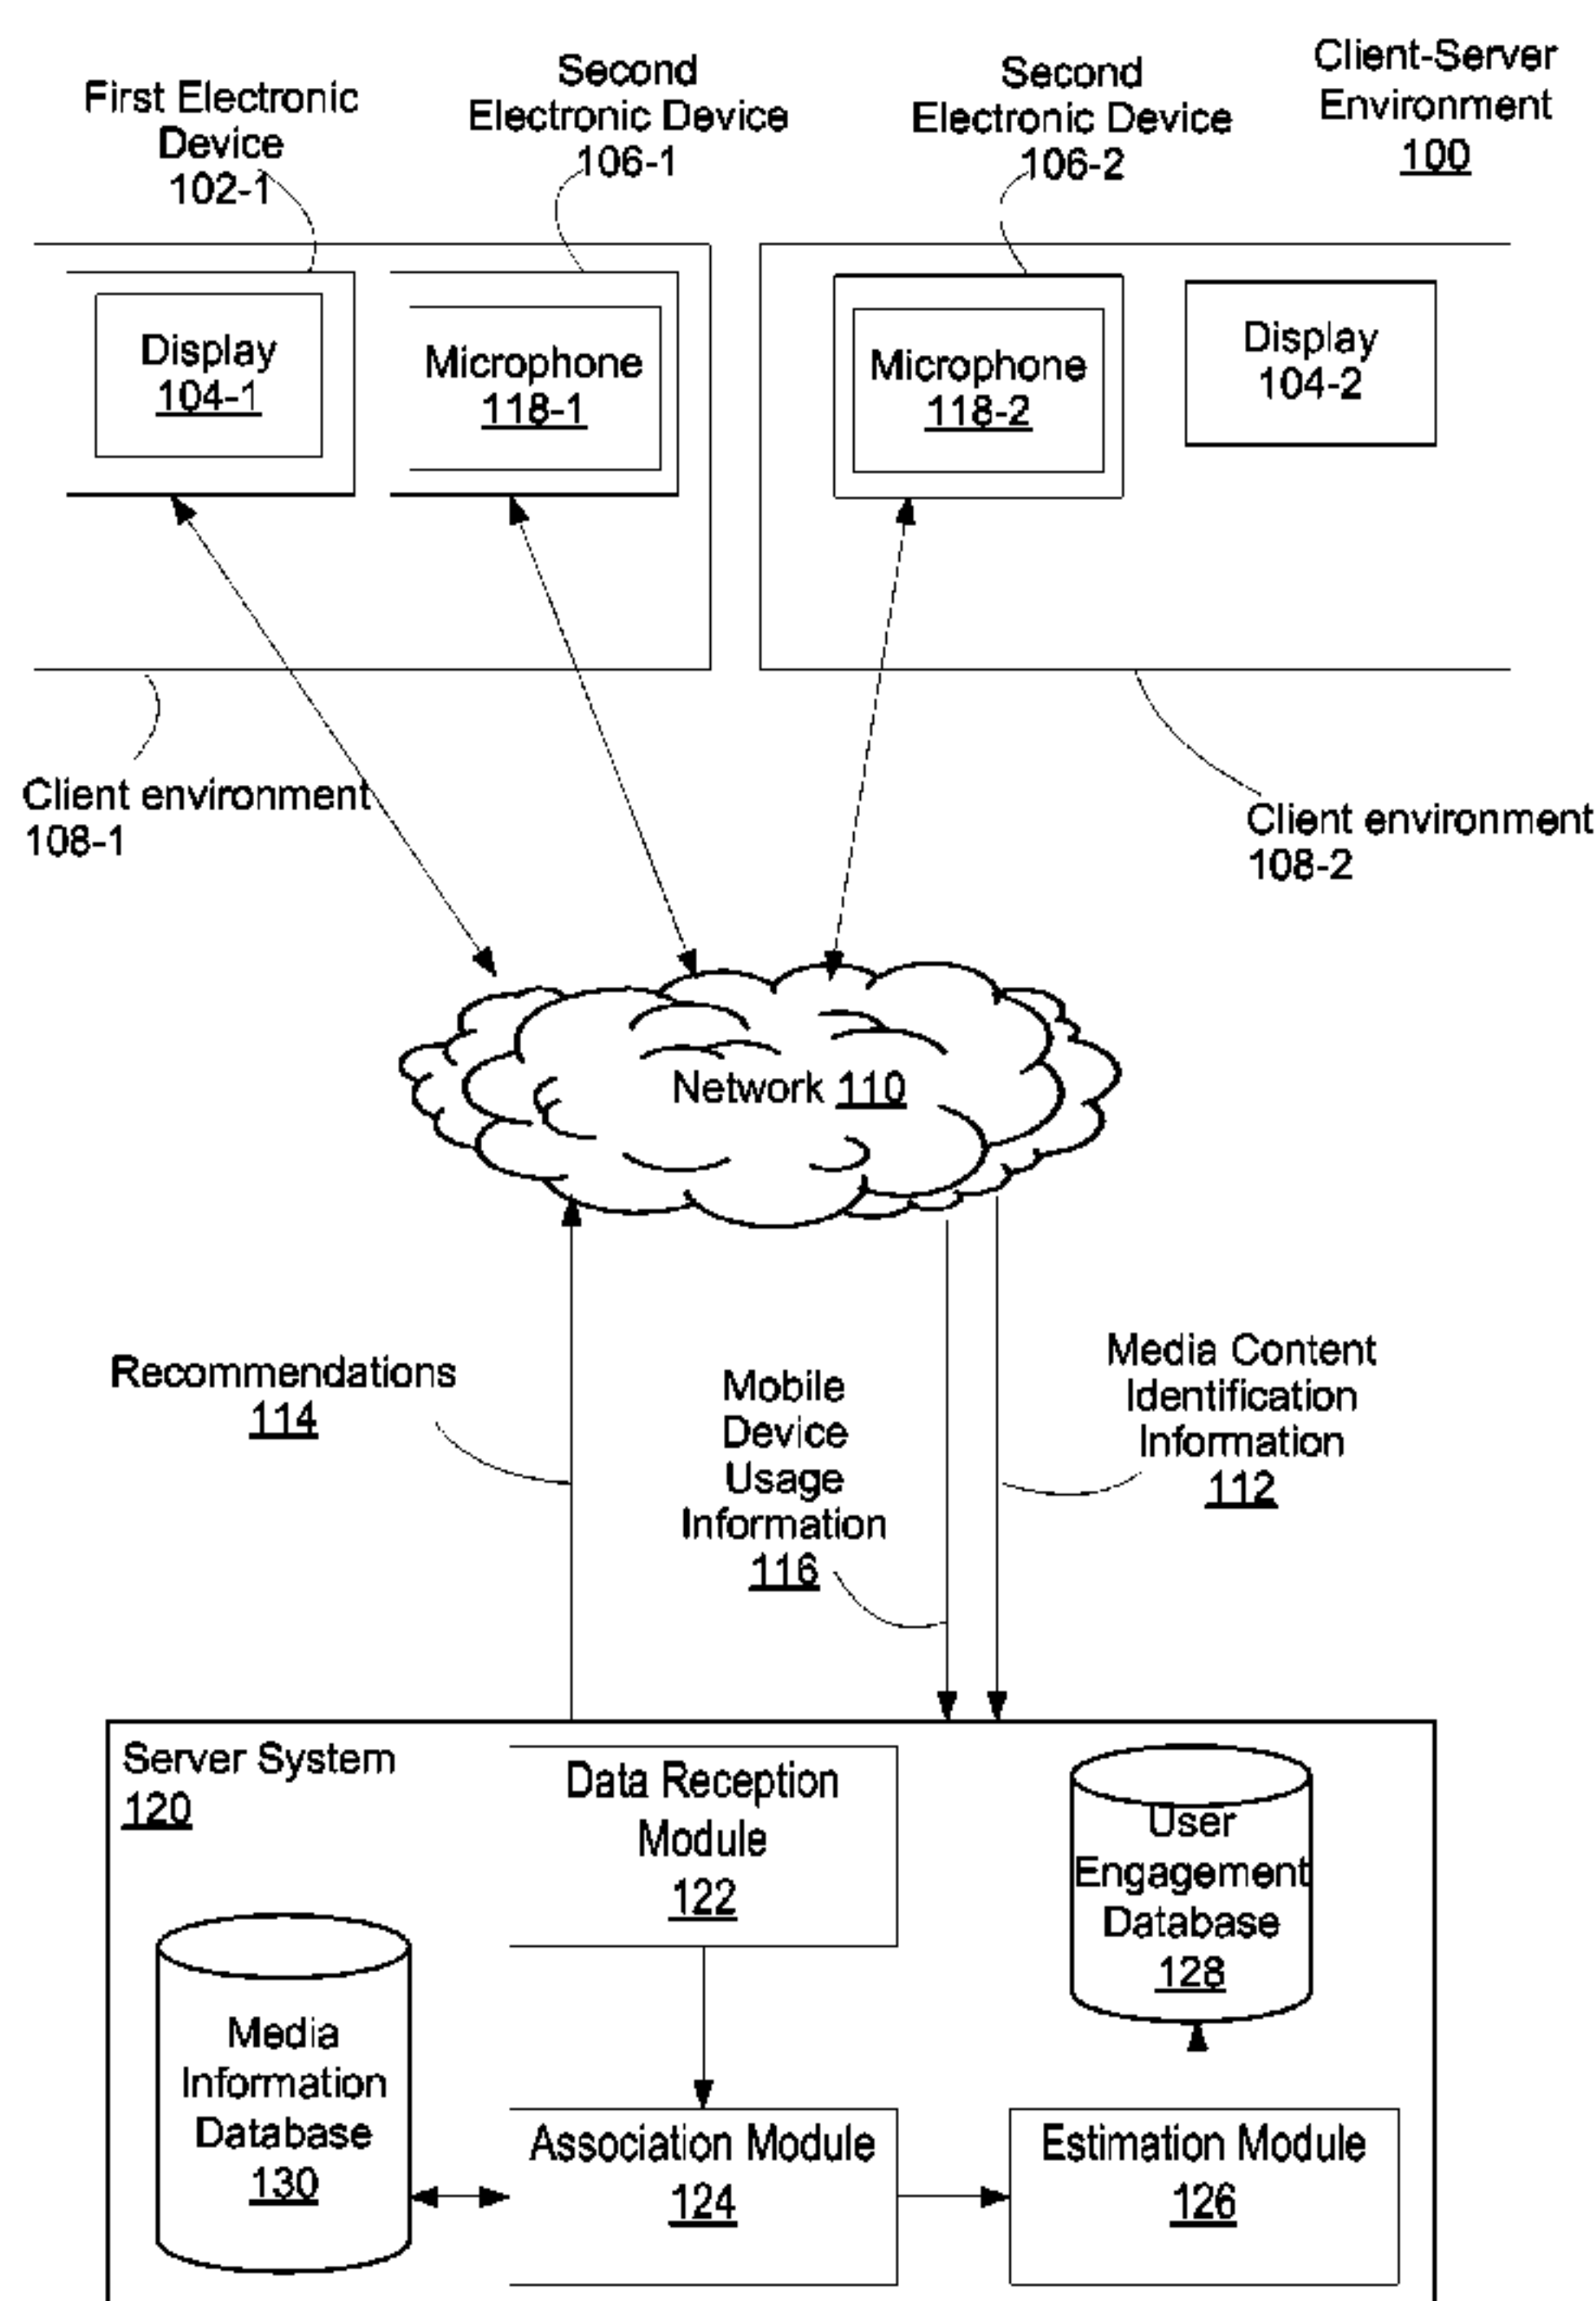 First Electronic
Device
102-1
Second
Electronic Device
106-1
Second
Electronic Device
106-2
Client-Server
Environment
100
Display
104-1
Microphone
118-1
Microphone
118-2
Display
104-2
Client environment
108-1
Client environment
108-2
Network 110
Recommendations
114
Mobile
Device
Usage
Information
116
Media Content
Identification
Information
112
Server System
120
Data Reception
Module
122
User
Engagement
Database
128
Media
Information
Database
130
Association Module
124
Estimation Module
126